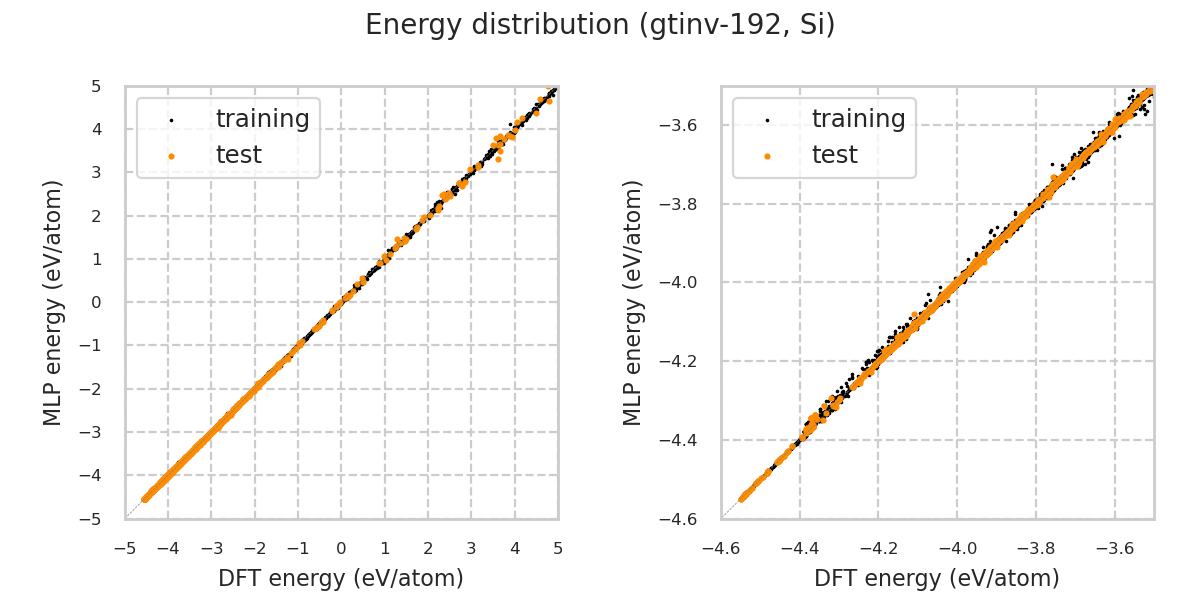 Energy distribution (gtinv-192, Si)
MLP energy (eV/atom)
5
4
3
2
1
0
−1
−2
−3
−4
−5
training
test
−5 −4 −3 −2 −1 0 1 2 3 4 5
DFT energy (eV/atom)
MLP energy (eV/atom)
−3.6
−3.8
−4.0
−4.2
−4.4
−4.6
training
test
−4.6 −4.4 −4.2 −4.0 −3.8 −3.6
DFT energy (eV/atom)